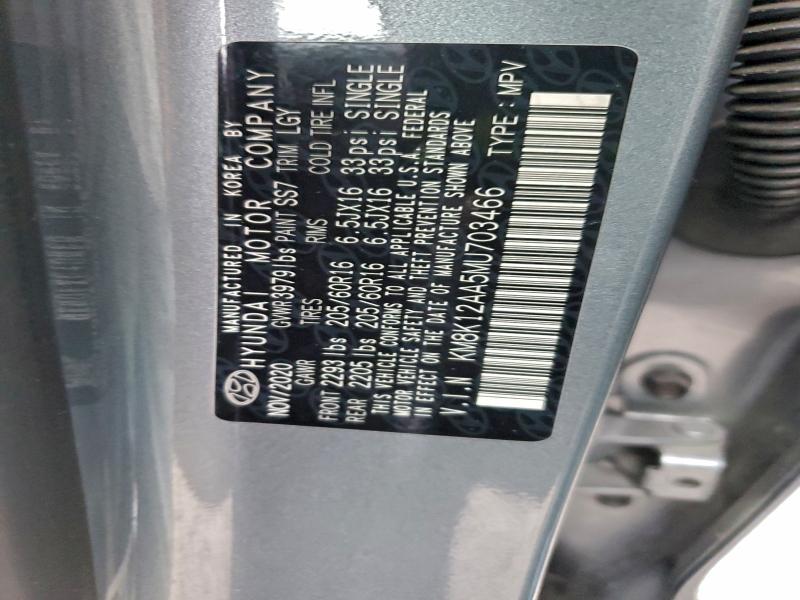 MANUFACTURED IN KOREA BY
HYUNDAI MOTOR COMPANY
NOV/2020 GVWR 3979 lbs PAINT SS7 TRIM LGY
GAWR TIRES RIMS COLD TIRE INFL
FRONT 2293 lbs 205/60R16 6.5JX16 33psi SINGLE
REAR 2205 lbs 205/60R16 6.5JX16 33psi SINGLE
THIS VEHICLE CONFORMS TO ALL APPLICABLE U.S.A. FEDERAL
MOTOR VEHICLE SAFETY AND THEFT PREVENTION STANDARDS
IN EFFECT ON THE DATE OF MANUFACTURE SHOWN ABOVE
V.I.N KM8K12AA5MU703466 TYPE : MPV